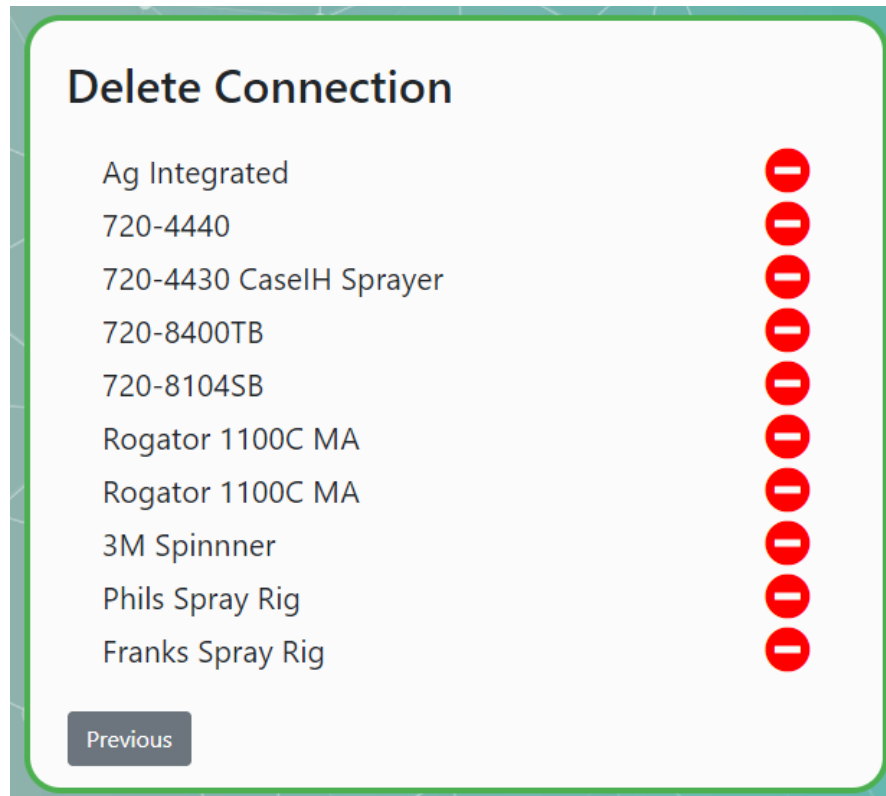 Delete Connection
Ag Integrated
720-4440
720-4430 CaseIH Sprayer
720-8400TB
720-8104SB
Rogator 1100C MA
Rogator 1100C MA
3M Spinnner
Phils Spray Rig
Franks Spray Rig
Previous